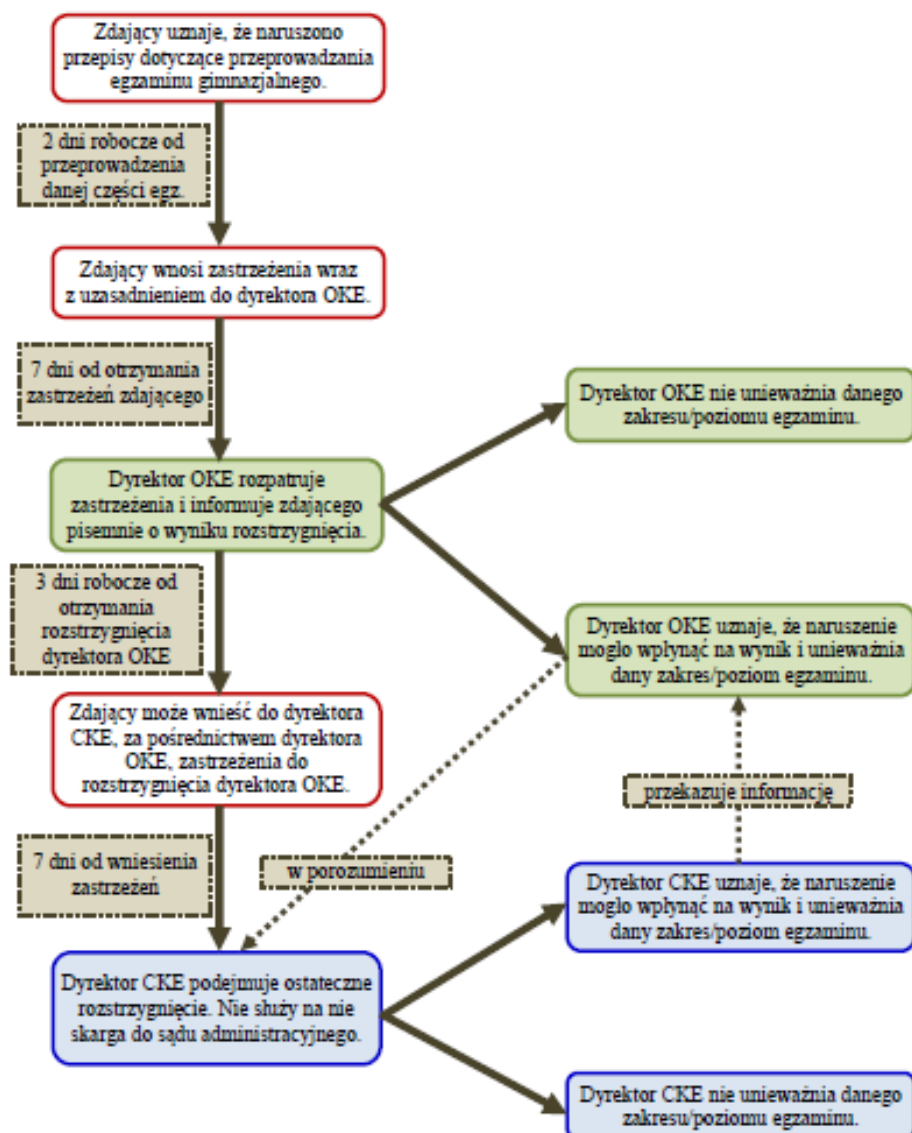 Zdający uznaje, że naruszono
przepisy dotyczące przeprowadzania
egzaminu gimnazjalnego.
2 dni robocze od
przeprowadzenia
danej części egz.
Zdający wnosi zastrzeżenia wraz
z uzasadnieniem do dyrektora OKE.
7 dni od otrzymania
zastrzeżeń zdającego
Dyrektor OKE nie unieważnia danego
zakresu/poziomu egzaminu.
Dyrektor OKE rozpatruje
zastrzeżenia i informuje zdającego
pisemnie o wyniku rozstrzygnięcia.
3 dni robocze od
otrzymania
rozstrzygnięcia
dyrektora OKE
Dyrektor OKE uznaje, że naruszenie
mogło wpłynąć na wynik i unieważnia
dany zakres/poziom egzaminu.
Zdający może wnieść do dyrektora
CKE, za pośrednictwem dyrektora
OKE, zastrzeżenia do
rozstrzygnięcia dyrektora OKE.
przekazuje informację
7 dni od wniesienia
zastrzeżeń
w porozumieniu
Dyrektor CKE uznaje, że naruszenie
mogło wpłynąć na wynik i unieważnia
dany zakres/poziom egzaminu.
Dyrektor CKE podejmuje ostateczne
rozstrzygnięcie. Nie służy na nie
skarga do sądu administracyjnego.
Dyrektor CKE nie unieważnia danego
zakresu/poziomu egzaminu.